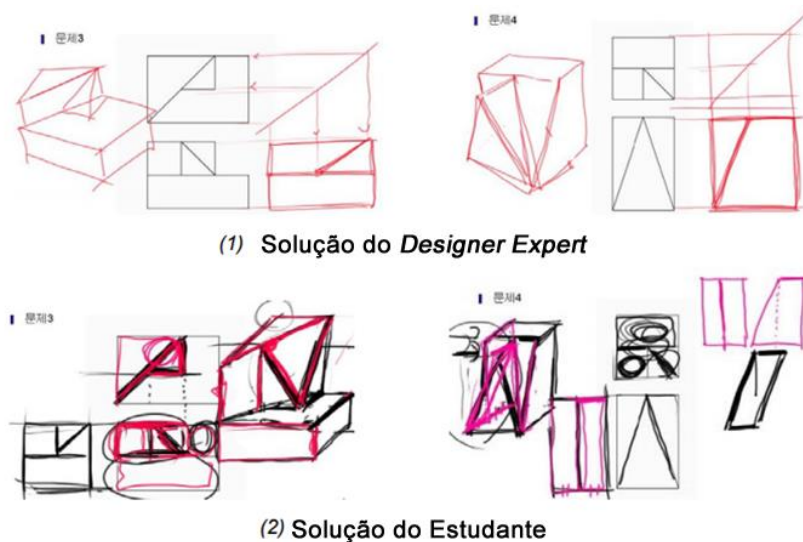 문제3
문제4
(1) Solução do Designer Expert
문제3
문제4
(2) Solução do Estudante